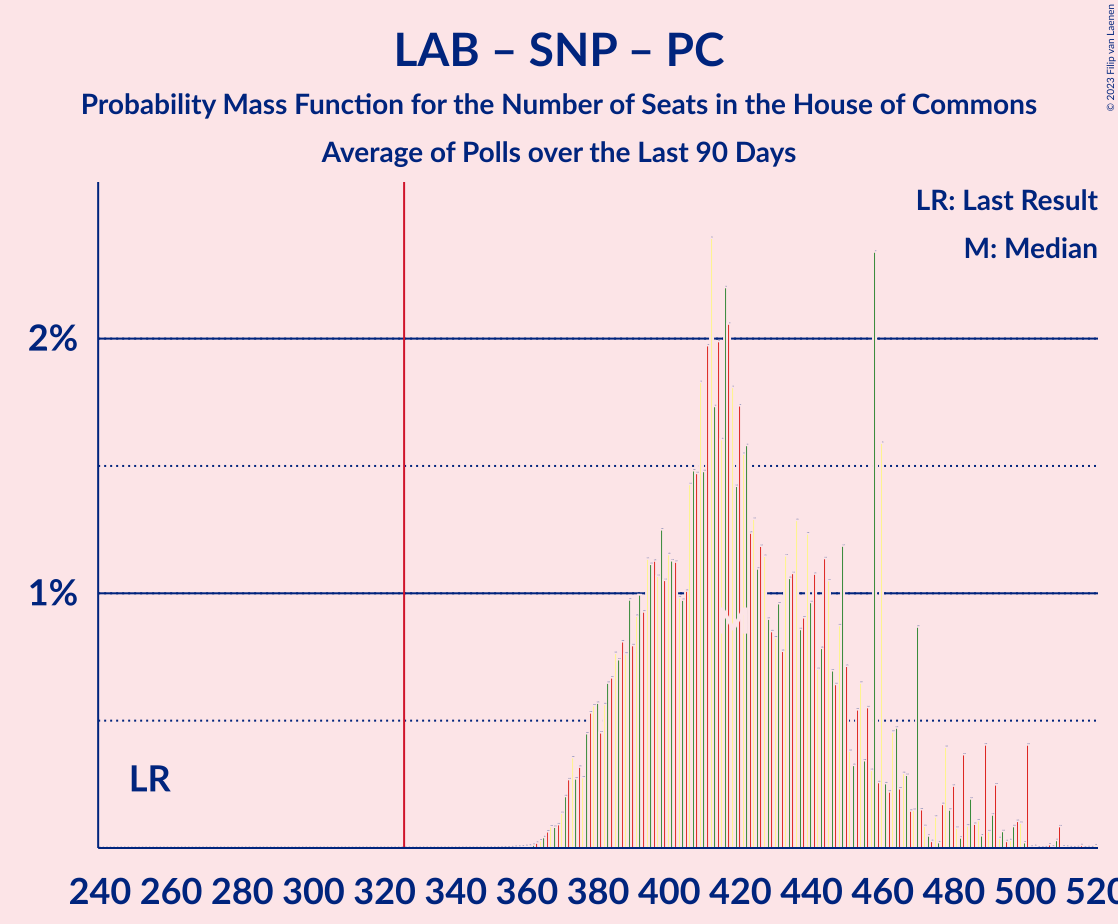 LAB – SNP – PC
Probability Mass Function for the Number of Seats in the House of Commons
Average of Polls over the Last 90 Days
© 2023 Filip van Laenen
LR: Last Result
M: Median
2%
1%
LR
240 260 280 300 320 340 360 380 400 420 440 460 480 500 520